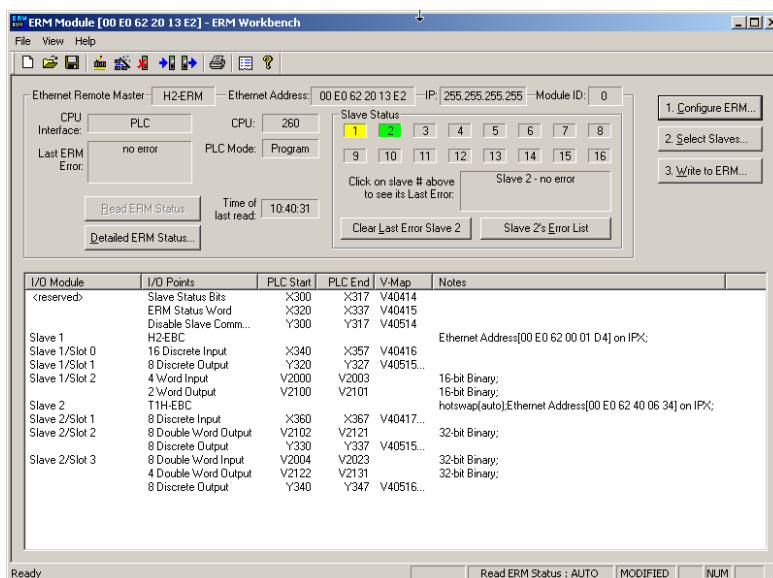 ERM Module [00 E0 62 20 13 E2] - ERM Workbench
File View Help
Ethernet Remote Master H2-ERM Ethernet Address: 00 E0 62 20 13 E2 IP: 255.255.255.255 Module ID: 0
CPU Interface: PLC CPU: 260
Last ERM Error: no error PLC Mode: Program
Read ERM Status Time of last read: 10:40:31
Detailed ERM Status...
Slave Status
1 2 3 4 5 6 7 8
9 10 11 12 13 14 15 16
Click on slave # above to see its Last Error: Slave 2 - no error
Clear Last Error Slave 2 Slave 2's Error List
1. Configure ERM...
2. Select Slaves...
3. Write to ERM...
I/O Module I/O Points PLC Start PLC End V-Map Notes
<reserved> Slave Status Bits X300 X317 V40414
ERM Status Word X320 X337 V40415
Disable Slave Comm... Y300 Y317 V40514
Slave 1 H2-EBC Ethernet Address[00 E0 62 00 01 D4] on IPX;
Slave 1/Slot 0 16 Discrete Input X340 X357 V40416
Slave 1/Slot 1 8 Discrete Output Y320 Y327 V40515...
Slave 1/Slot 2 4 Word Input V2000 V2003 16-bit Binary;
2 Word Output V2100 V2101 16-bit Binary;
Slave 2 T1H-EBC hotswap(auto);Ethernet Address[00 E0 62 40 06 34] on IPX;
Slave 2/Slot 1 8 Discrete Input X360 X367 V40417...
Slave 2/Slot 2 8 Double Word Output V2102 V2121 32-bit Binary;
8 Discrete Output Y330 Y337 V40515...
Slave 2/Slot 3 8 Double Word Input V2004 V2023 32-bit Binary;
4 Double Word Output V2122 V2131 32-bit Binary;
8 Discrete Output Y340 Y347 V40516...
Ready Read ERM Status : AUTO MODIFIED NUM